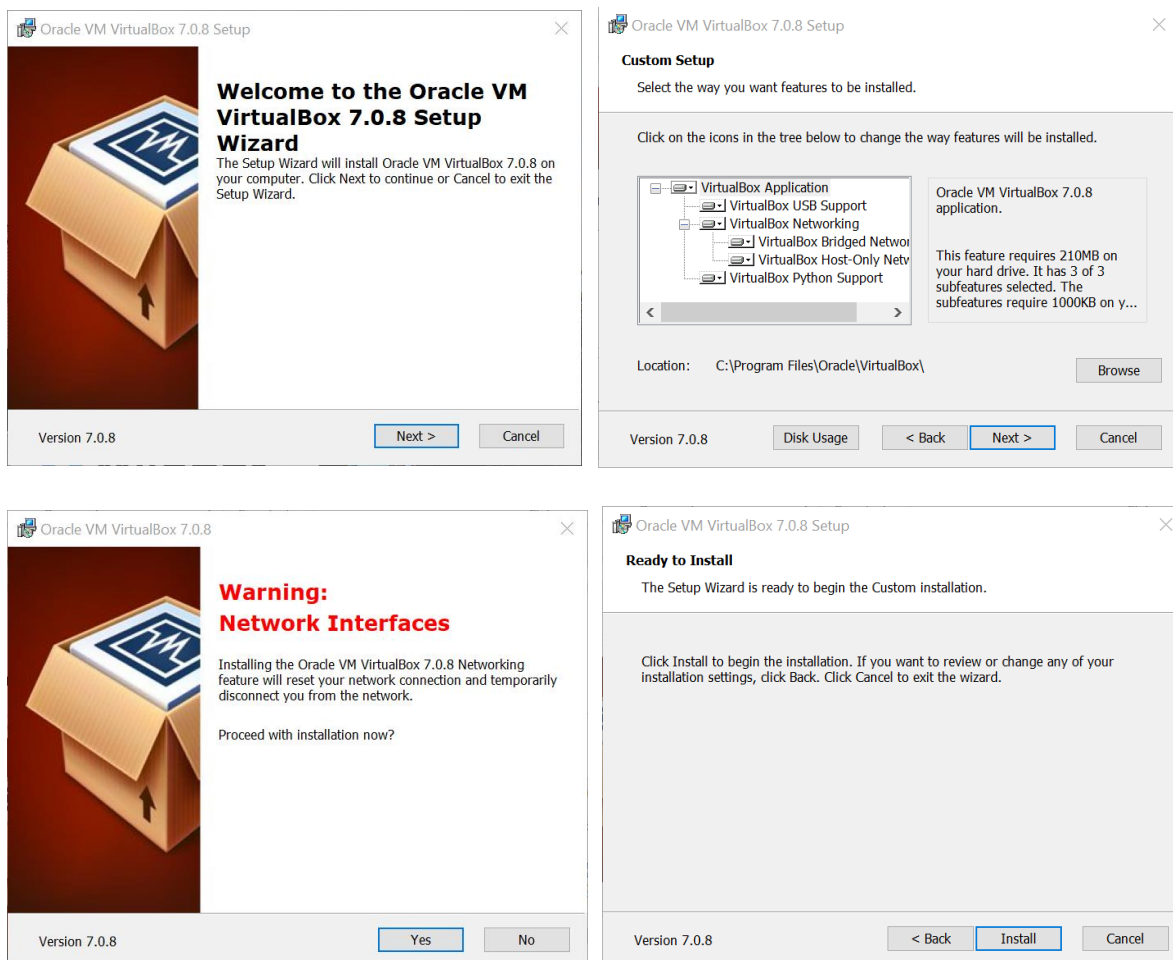 Oracle VM VirtualBox 7.0.8 Setup
Welcome to the Oracle VM
VirtualBox 7.0.8 Setup
Wizard
The Setup Wizard will install Oracle VM VirtualBox 7.0.8 on
your computer. Click Next to continue or Cancel to exit the
Setup Wizard.
Version 7.0.8
Next >
Cancel
Oracle VM VirtualBox 7.0.8 Setup
Custom Setup
Select the way you want features to be installed.
Click on the icons in the tree below to change the way features will be installed.
VirtualBox Application
VirtualBox USB Support
VirtualBox Networking
VirtualBox Bridged Networ
VirtualBox Host-Only Netw
VirtualBox Python Support
Oracle VM VirtualBox 7.0.8
application.
This feature requires 210MB on
your hard drive. It has 3 of 3
subfeatures selected. The
subfeatures require 1000KB on y...
Location: C:\Program Files\Oracle\VirtualBox\
Browse
Version 7.0.8
Disk Usage
< Back
Next >
Cancel
Oracle VM VirtualBox 7.0.8
Warning:
Network Interfaces
Installing the Oracle VM VirtualBox 7.0.8 Networking
feature will reset your network connection and temporarily
disconnect you from the network.
Proceed with installation now?
Version 7.0.8
Yes
No
Oracle VM VirtualBox 7.0.8 Setup
Ready to Install
The Setup Wizard is ready to begin the Custom installation.
Click Install to begin the installation. If you want to review or change any of your
installation settings, click Back. Click Cancel to exit the wizard.
Version 7.0.8
< Back
Install
Cancel